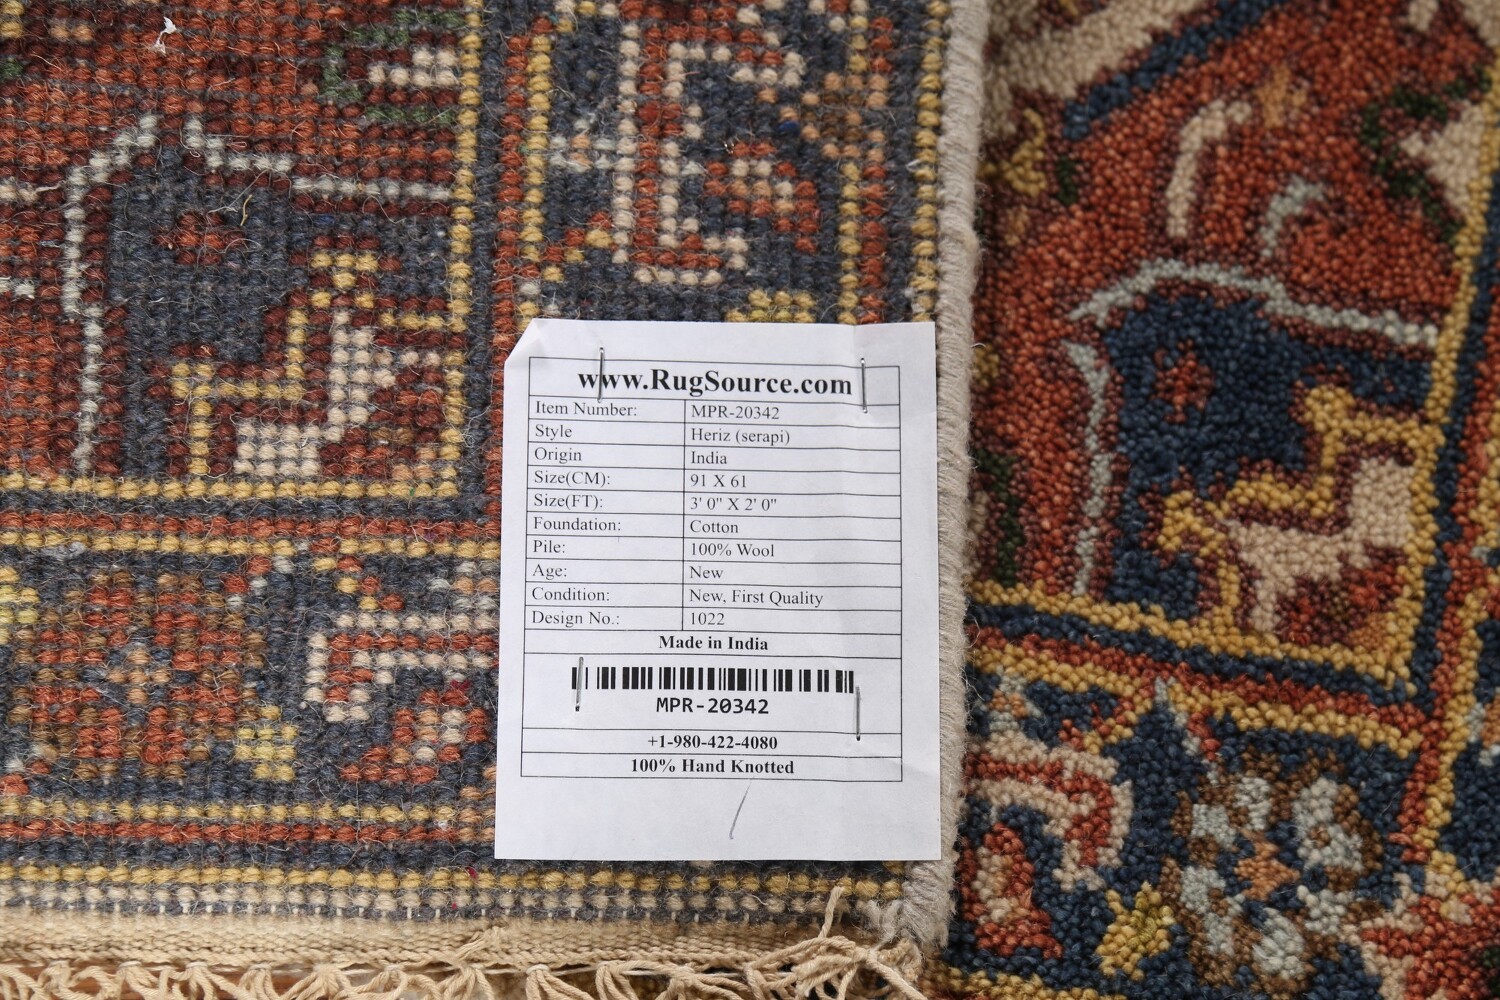 www.RugSource.com
Item Number: MPR-20342
Style Heriz (serapi)
Origin India
Size(CM): 91 X 61
Size(FT): 3' 0" X 2' 0"
Foundation: Cotton
Pile: 100% Wool
Age: New
Condition: New, First Quality
Design No.: 1022
Made in India
MPR-20342
+1-980-422-4080
100% Hand Knotted